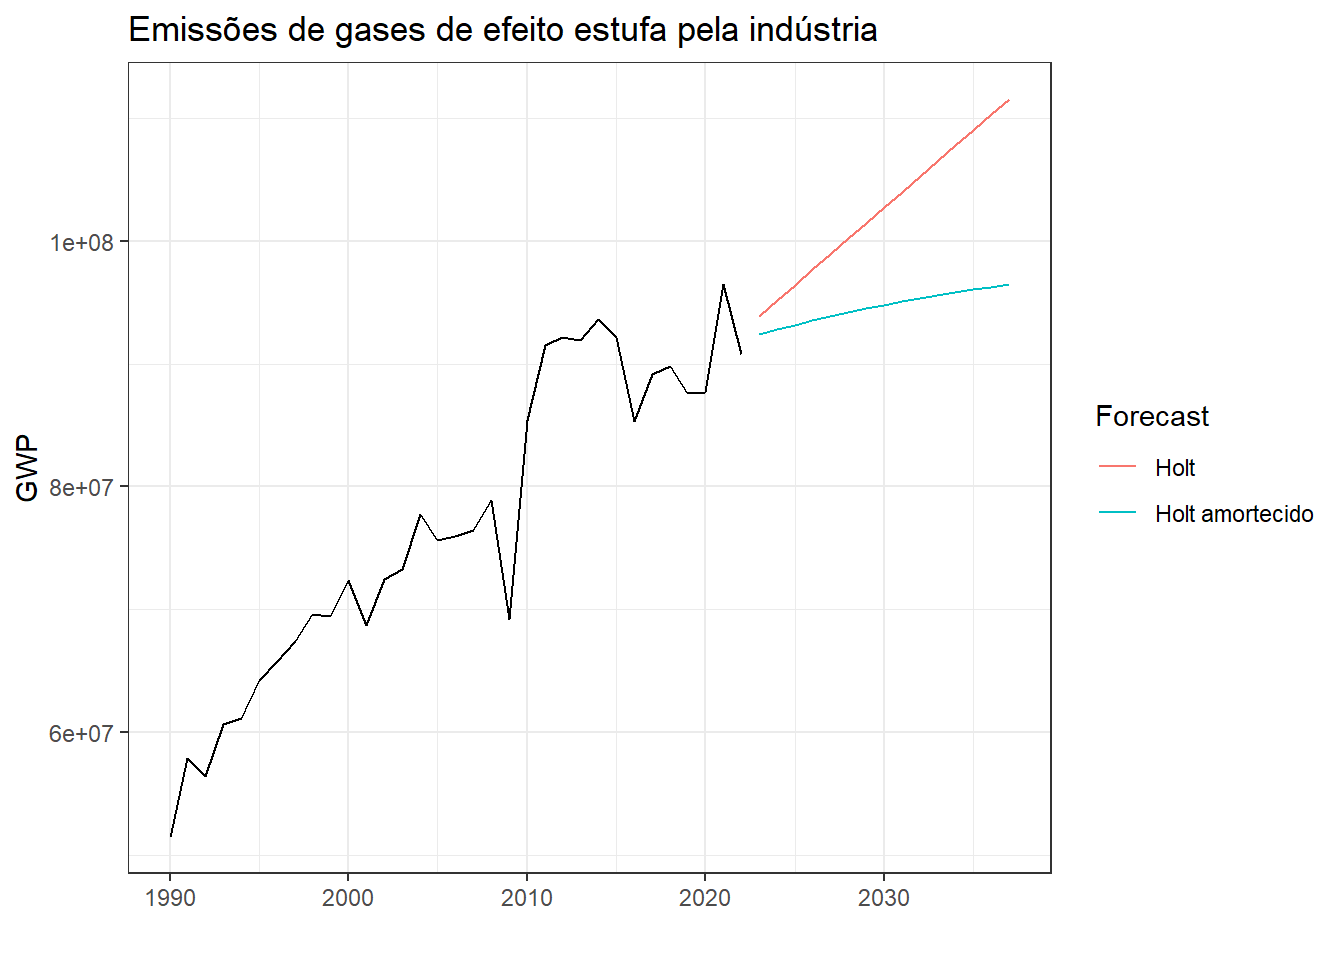 Emissões de gases de efeito estufa pela indústria
GWP
1e+08
8e+07
6e+07
1990 2000 2010 2020 2030
Forecast
Holt
Holt amortecido